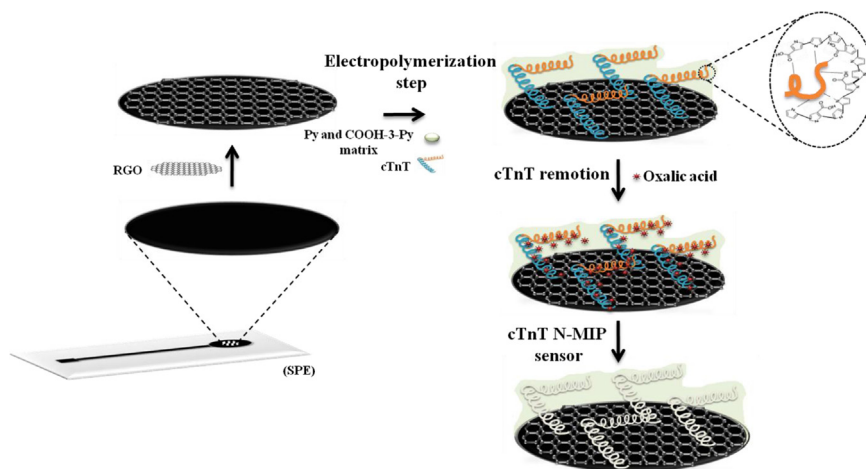 Electropolymerization
step
Py and COOH-3-Py
matrix
cTnT
RGO
(SPE)
cTnT remotion
Oxalic acid
cTnT N-MIP
sensor